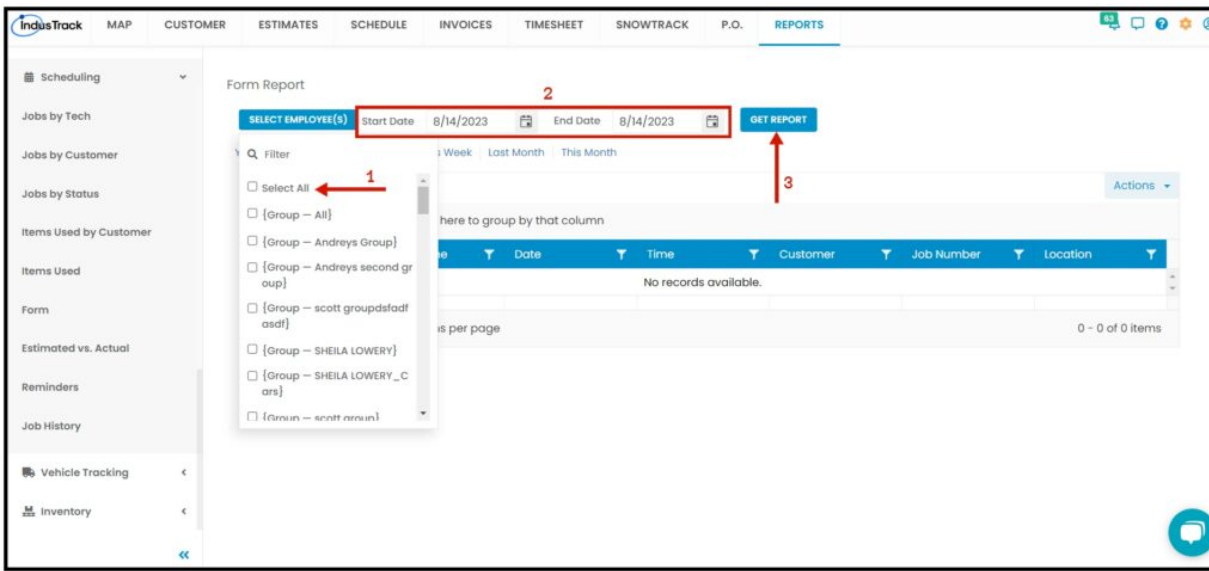 IndusTrack MAP CUSTOMER ESTIMATES SCHEDULE INVOICES TIMESHEET SNOWTRACK P.O. REPORTS 63
Scheduling
Jobs by Tech
Jobs by Customer
Jobs by Status
Items Used by Customer
Items Used
Form
Estimated vs. Actual
Reminders
Job History
Vehicle Tracking
Inventory
Form Report
2
SELECT EMPLOYEE(S) Start Date 8/14/2023 End Date 8/14/2023 GET REPORT
Y Filter s Week Last Month This Month
Select All 1
3
Actions
{Group — All}
here to group by that column
{Group — Andreys Group}
{Group — Andreys second gr
oup}
{Group — scott groupdsfadf
asdf}
{Group — SHEILA LOWERY}
{Group — SHEILA LOWERY_C
ars}
{Group — scott group}
Date Time Customer Job Number Location
No records available.
s per page 0 - 0 of 0 items